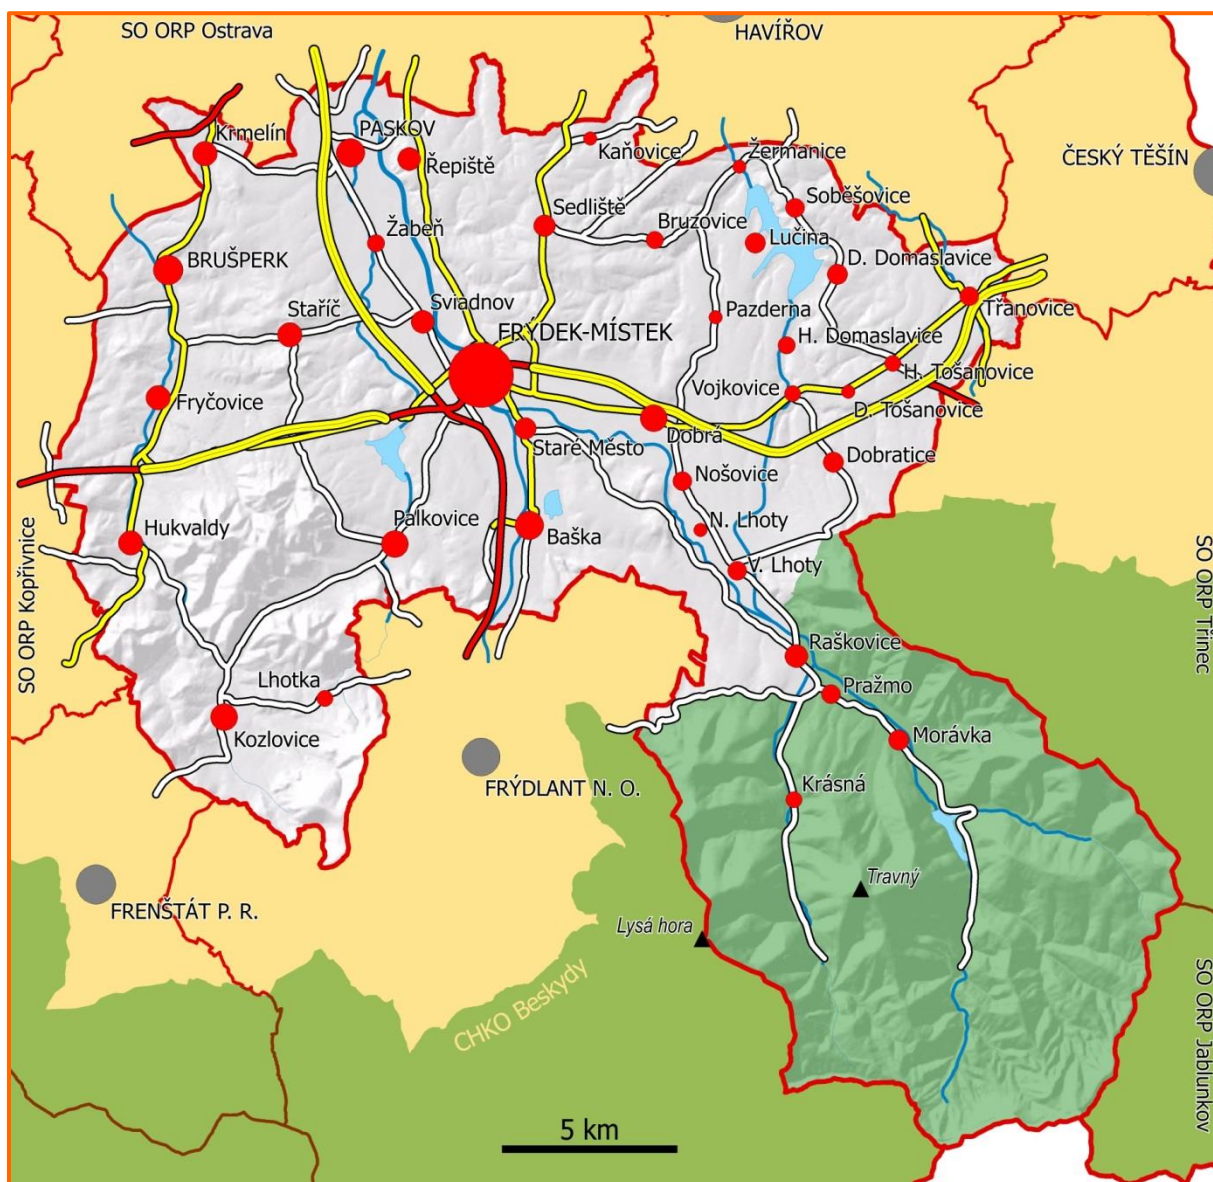 SO ORP Ostrava
HAVÍŘOV
Krmelín
PASKOV
Řepiště
Kaňovice
Žermanice
ČESKÝ TĚŠÍN
Soběšovice
Sedliště
Bruzovice
Lučina
Žabeň
D. Domaslavice
BRUŠPERK
Třanovice
Staříč
Sviadnov
Pazderna
FRÝDEK-MÍSTEK
H. Domaslavice
H. Tošanovice
Vojkovice
Fryčovice
D. Tošanovice
Dobrá
Staré Město
Dobratice
Nošovice
Hukvaldy
Palkovice
Baška
N. Lhoty
V. Lhoty
SO ORP Kopřivnice
SO ORP Třinec
Raškovice
Lhotka
Pražmo
Kozlovice
Morávka
FRÝDLANT N. O.
Krásná
Travný
FRENŠTÁT P. R.
Lysá hora
CHKO Beskydy
SO ORP Jablunkov
5 km